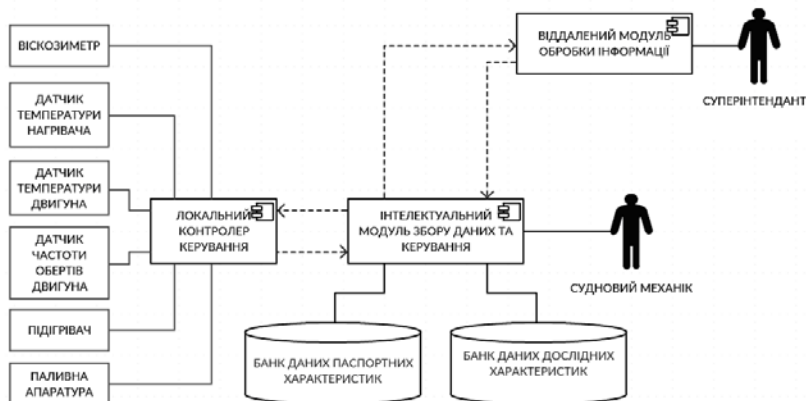 ВІСКОЗИМЕТР
ДАТЧИК
ТЕМПЕРАТУРИ
НАГРІВАЧА
ДАТЧИК
ТЕМПЕРАТУРИ
ДВИГУНА
ДАТЧИК
ЧАСТОТИ
ОБЕРТІВ
ДВИГУНА
ПІДІГРІВАЧ
ПАЛИВНА
АПАРАТУРА
ЛОКАЛЬНИЙ
КОНТРОЛЕР
КЕРУВАННЯ
ІНТЕЛЕКТУАЛЬНИЙ
МОДУЛЬ ЗБОРУ ДАНИХ ТА
КЕРУВАННЯ
ВІДДАЛЕНИЙ МОДУЛЬ
ОБРОБКИ ІНФОРМАЦІЇ
СУПЕРІНТЕНДАНТ
СУДНОВИЙ МЕХАНІК
БАНК ДАНИХ ПАСПОРТНИХ
ХАРАКТЕРИСТИК
БАНК ДАНИХ ДОСЛІДНИХ
ХАРАКТЕРИСТИК